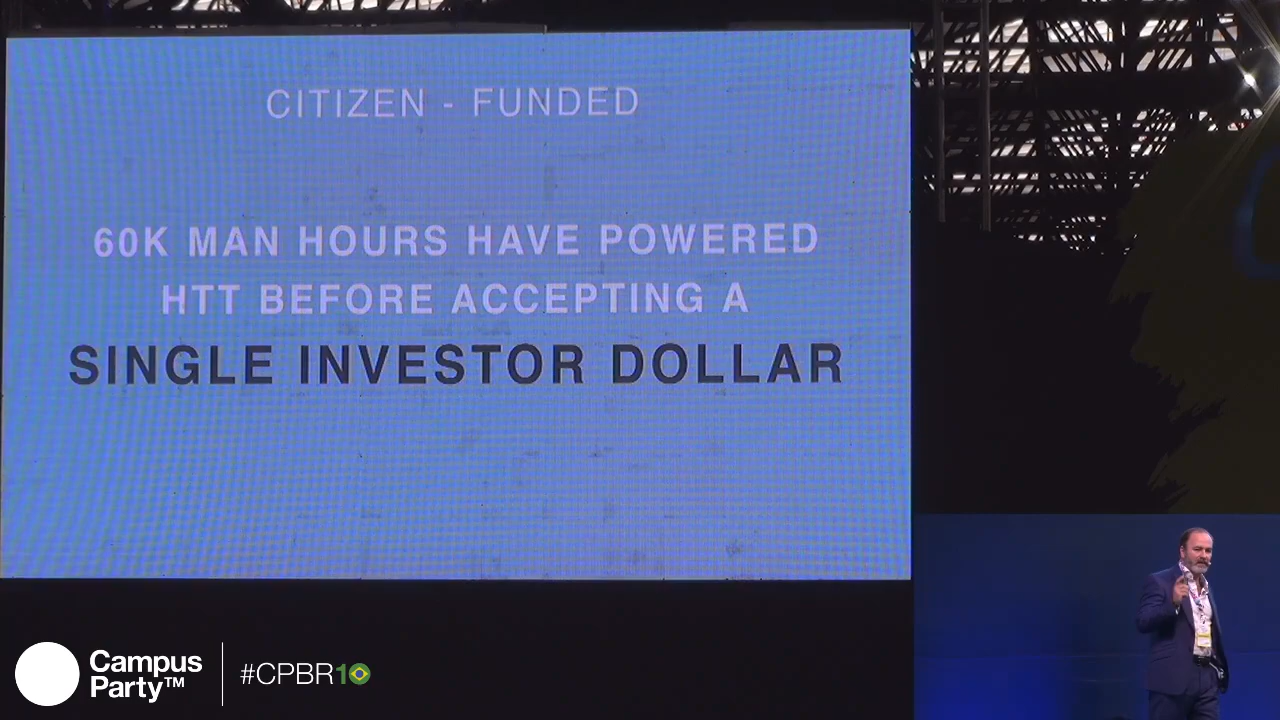 CITIZEN - FUNDED
60K MAN HOURS HAVE POWERED
HTT BEFORE ACCEPTING A
SINGLE INVESTOR DOLLAR
Campus
Party™
#CPBR10